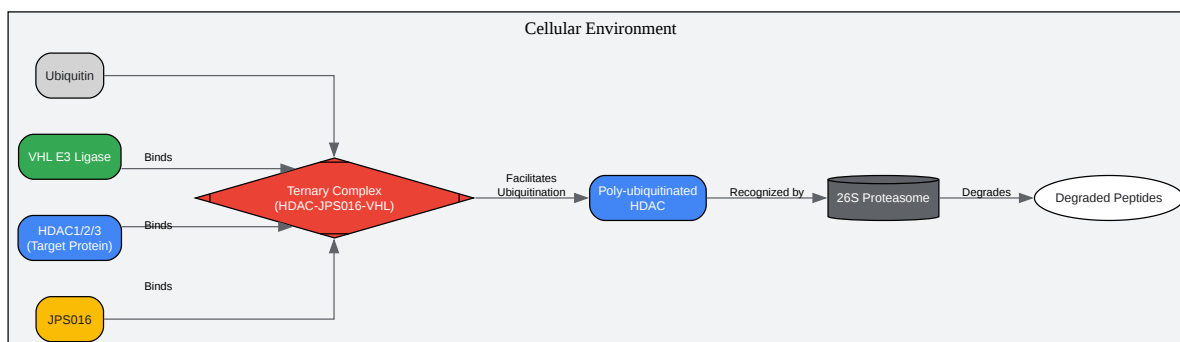 Cellular Environment
Ubiquitin
VHL E3 Ligase
Binds
HDAC1/2/3
(Target Protein)
Binds
Binds
JPS016
Ternary Complex
(HDAC-JPS016-VHL)
Facilitates
Ubiquitination
Poly-ubiquitinated
HDAC
Recognized by
26S Proteasome
Degrades
Degraded Peptides